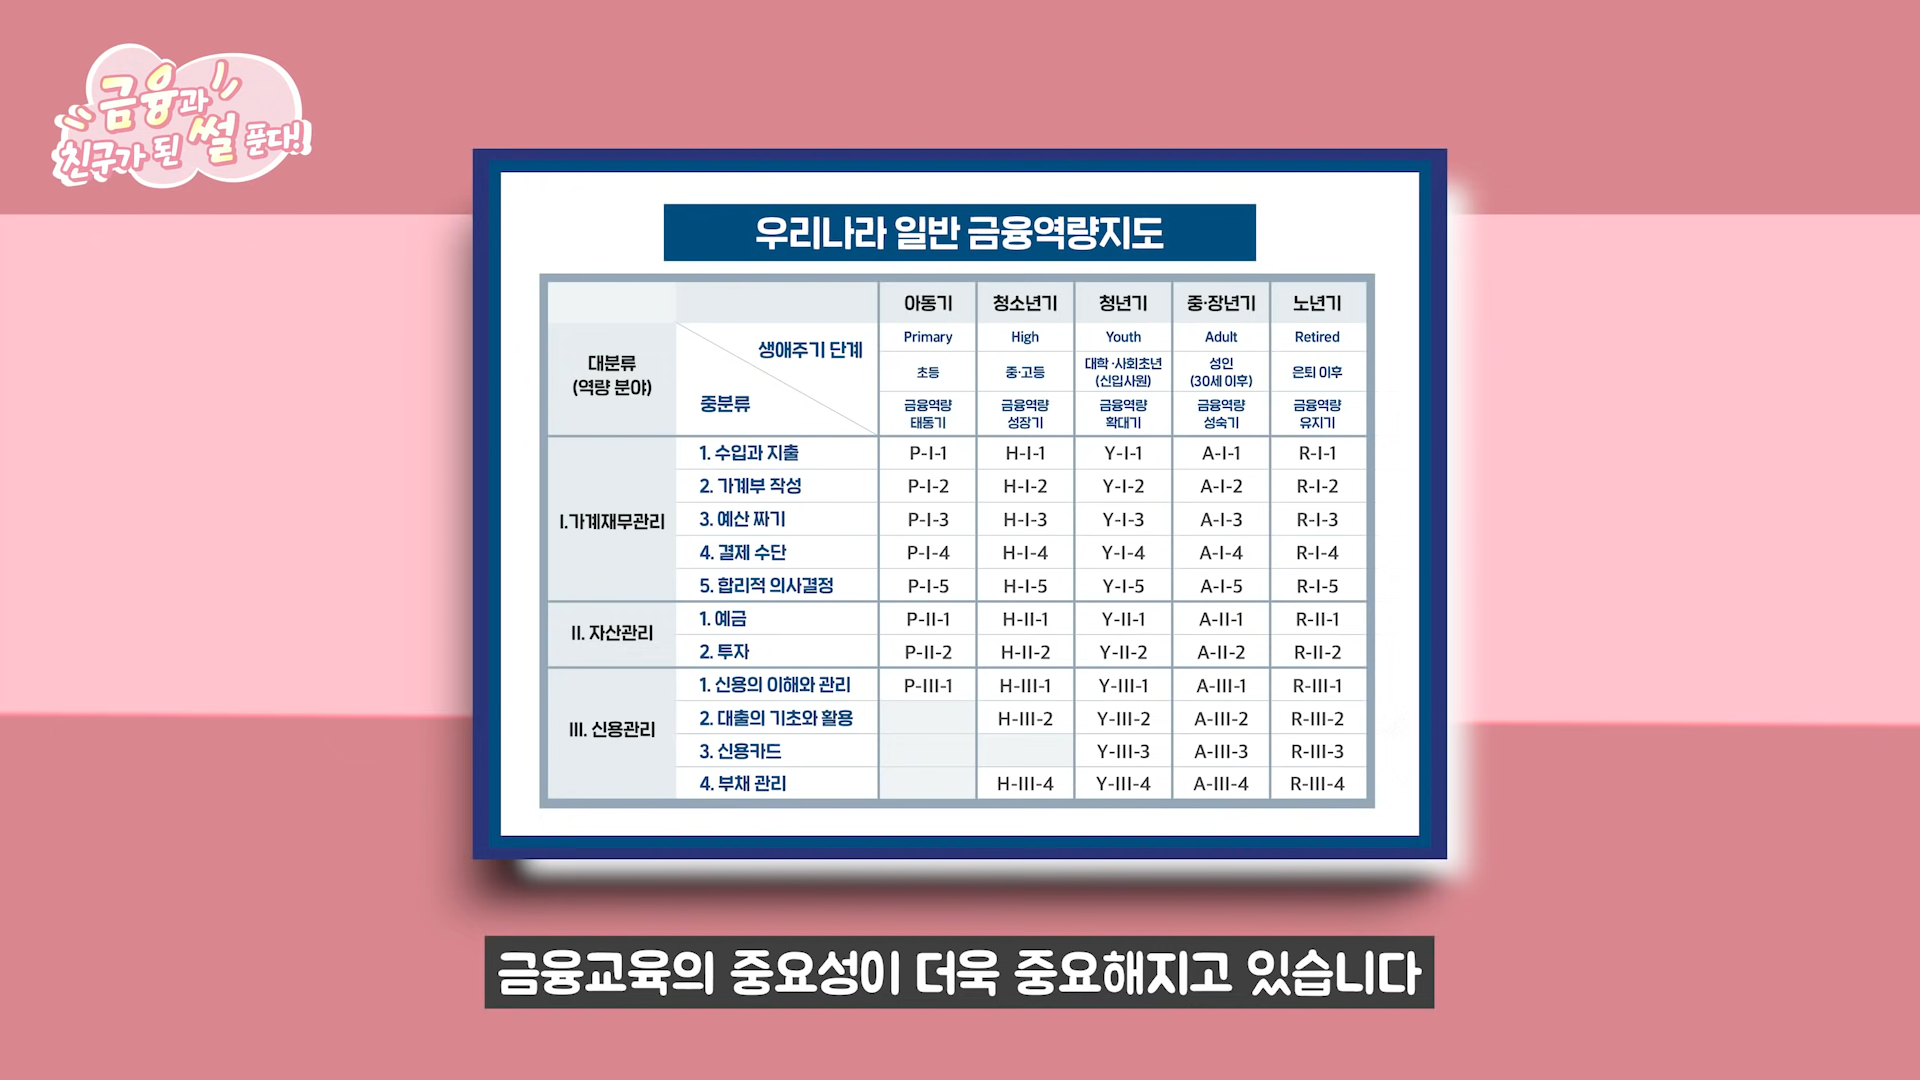 금융과
친구가 된 썰 푼다!
우리나라 일반 금융역량지도
아동기 청소년기 청년기 중·장년기 노년기
대분류
(역량 분야)
생애주기 단계
중분류
Primary High Youth Adult Retired
초등 중·고등 대학·사회초년 성인 은퇴 이후
(신입사원) (30세 이후)
금융역량 금융역량 금융역량 금융역량 금융역량
태동기 성장기 확대기 성숙기 유지기
I.가계재무관리
1. 수입과 지출 P-I-1 H-I-1 Y-I-1 A-I-1 R-I-1
2. 가계부 작성 P-I-2 H-I-2 Y-I-2 A-I-2 R-I-2
3. 예산 짜기 P-I-3 H-I-3 Y-I-3 A-I-3 R-I-3
4. 결제 수단 P-I-4 H-I-4 Y-I-4 A-I-4 R-I-4
5. 합리적 의사결정 P-I-5 H-I-5 Y-I-5 A-I-5 R-I-5
II. 자산관리
1. 예금 P-II-1 H-II-1 Y-II-1 A-II-1 R-II-1
2. 투자 P-II-2 H-II-2 Y-II-2 A-II-2 R-II-2
III. 신용관리
1. 신용의 이해와 관리 P-III-1 H-III-1 Y-III-1 A-III-1 R-III-1
2. 대출의 기초와 활용 H-III-2 Y-III-2 A-III-2 R-III-2
3. 신용카드 Y-III-3 A-III-3 R-III-3
4. 부채 관리 H-III-4 Y-III-4 A-III-4 R-III-4
금융교육의 중요성이 더욱 중요해지고 있습니다